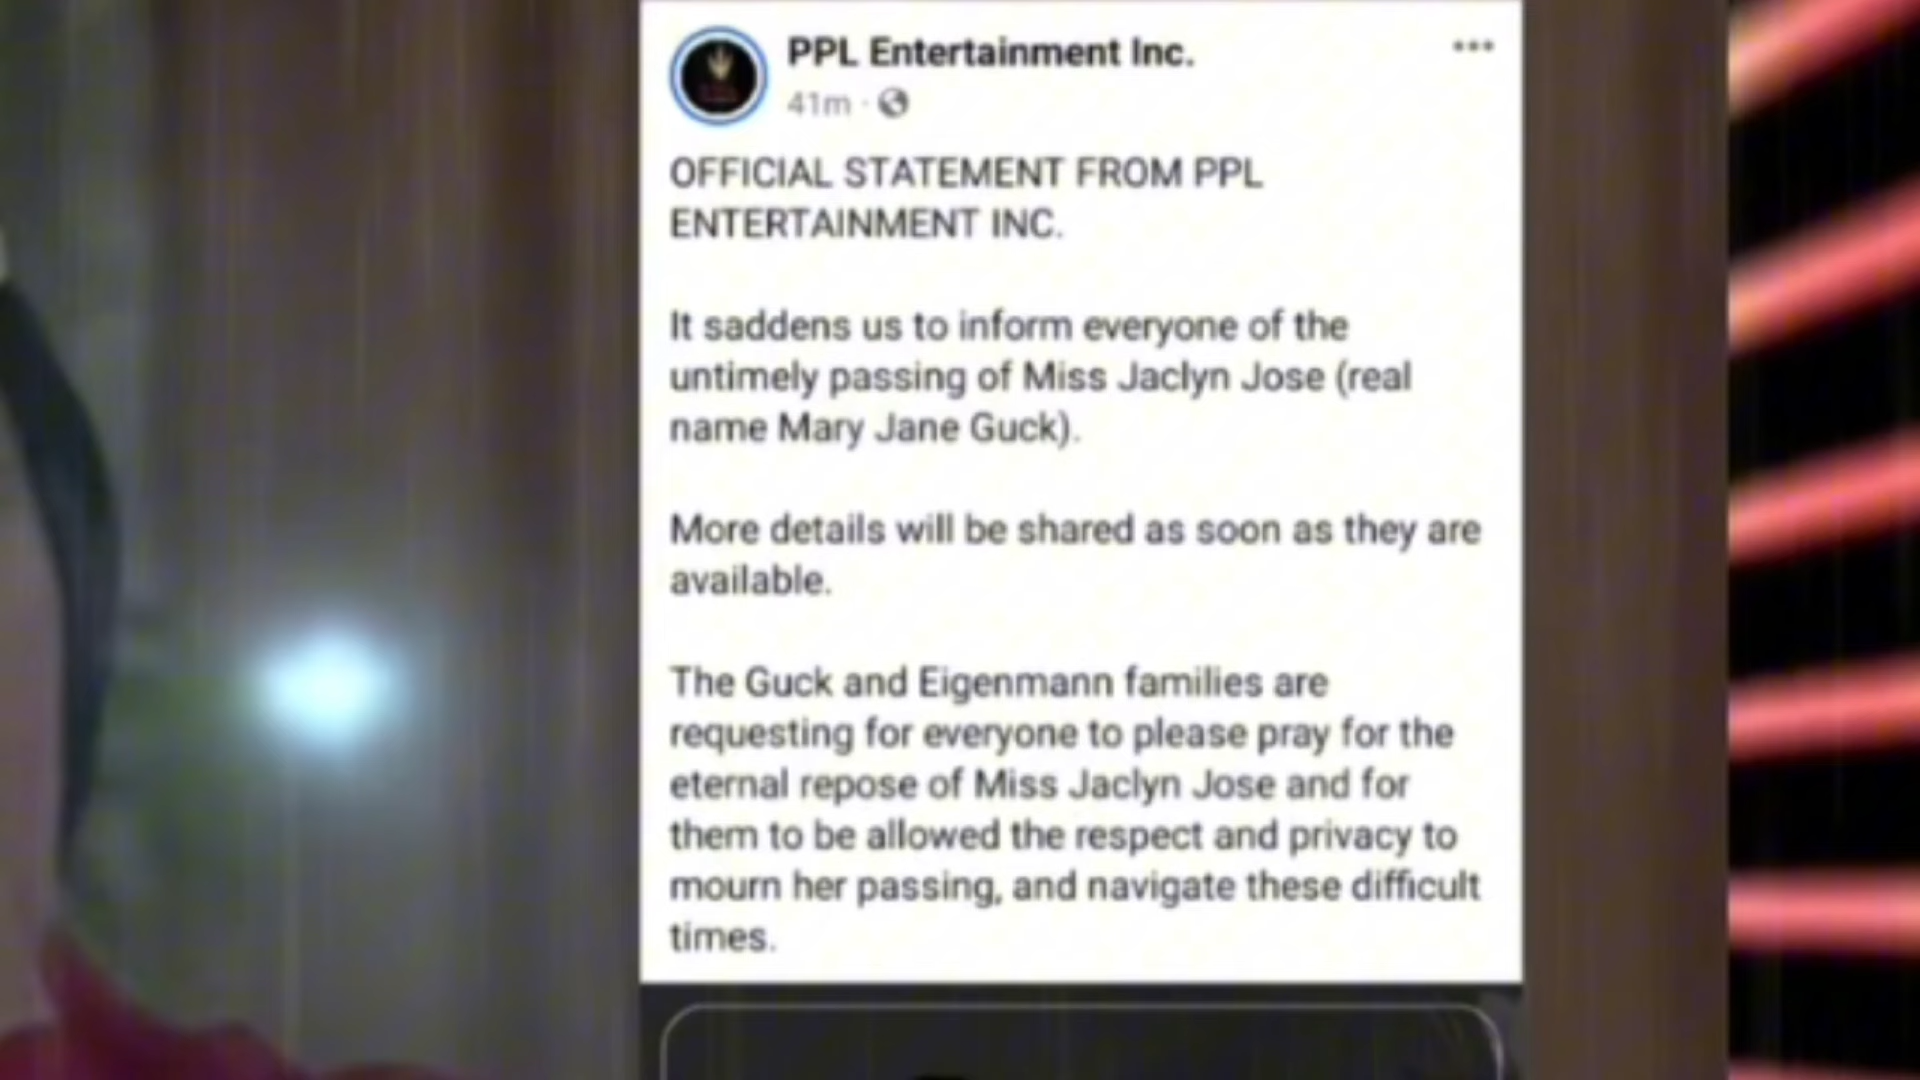 PPL Entertainment Inc.
41m
OFFICIAL STATEMENT FROM PPL
ENTERTAINMENT INC.
It saddens us to inform everyone of the
untimely passing of Miss Jaclyn Jose (real
name Mary Jane Guck).
More details will be shared as soon as they are
available.
The Guck and Eigenmann families are
requesting for everyone to please pray for the
eternal repose of Miss Jaclyn Jose and for
them to be allowed the respect and privacy to
mourn her passing, and navigate these difficult
times.